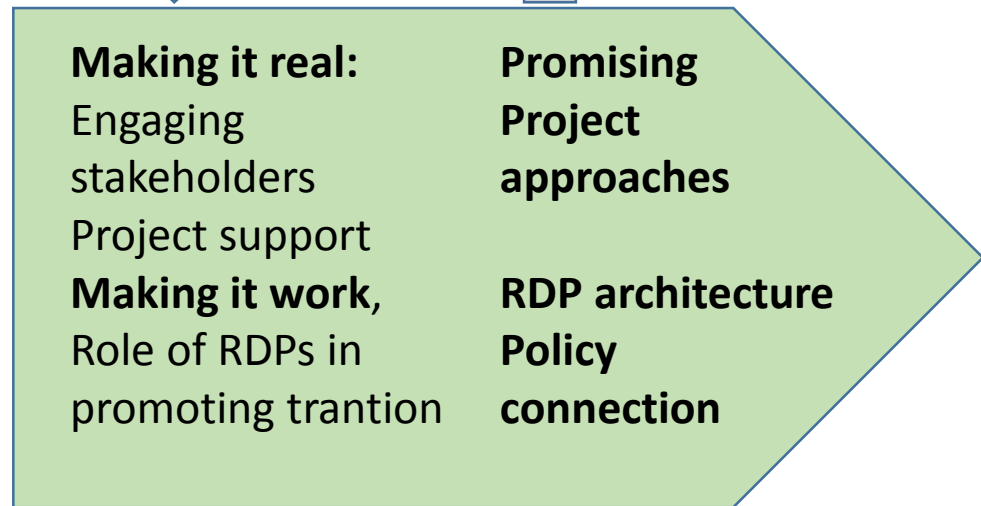 Making it real:
Engaging
stakeholders
Project support
Making it work,
Role of RDPs in
promoting trantion
Promising
Project
approaches
RDP architecture
Policy
connection